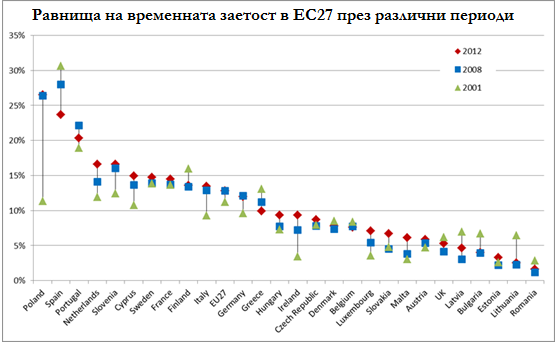 Равнища на временната заетост в ЕС27 през различни периоди
35%
30%
25%
20%
15%
10%
5%
0%
2012
2008
2001
Poland
Spain
Portugal
Netherlands
Slovenia
Cyprus
Sweden
France
Finland
Italy
EU27
Germany
Greece
Hungary
Ireland
Czech Republic
Denmark
Belgium
Luxembourg
Slovakia
Malta
Austria
UK
Latvia
Bulgaria
Estonia
Lithuania
Romania